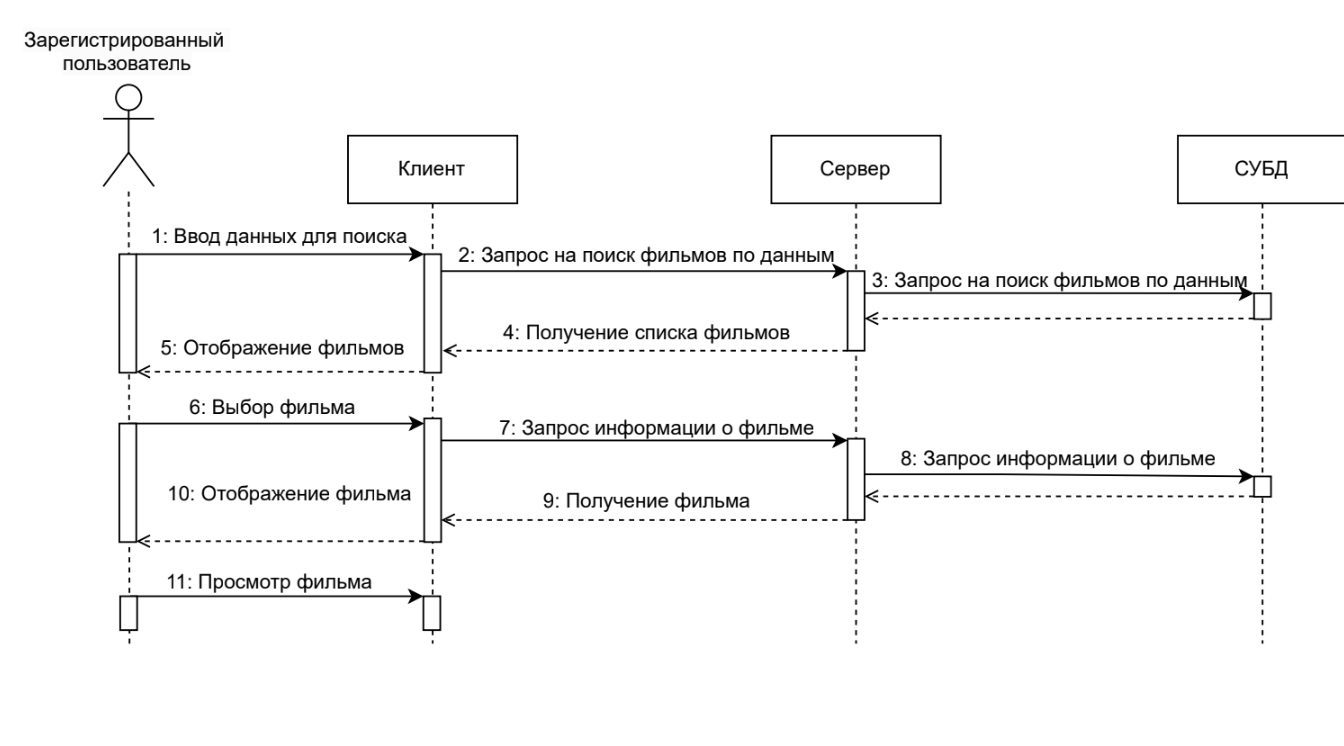 Зарегистрированный
пользователь
Клиент
Сервер
СУБД
1: Ввод данных для поиска
2: Запрос на поиск фильмов по данным
3: Запрос на поиск фильмов по данным
4: Получение списка фильмов
5: Отображение фильмов
6: Выбор фильма
7: Запрос информации о фильме
8: Запрос информации о фильме
9: Получение фильма
10: Отображение фильма
11: Просмотр фильма